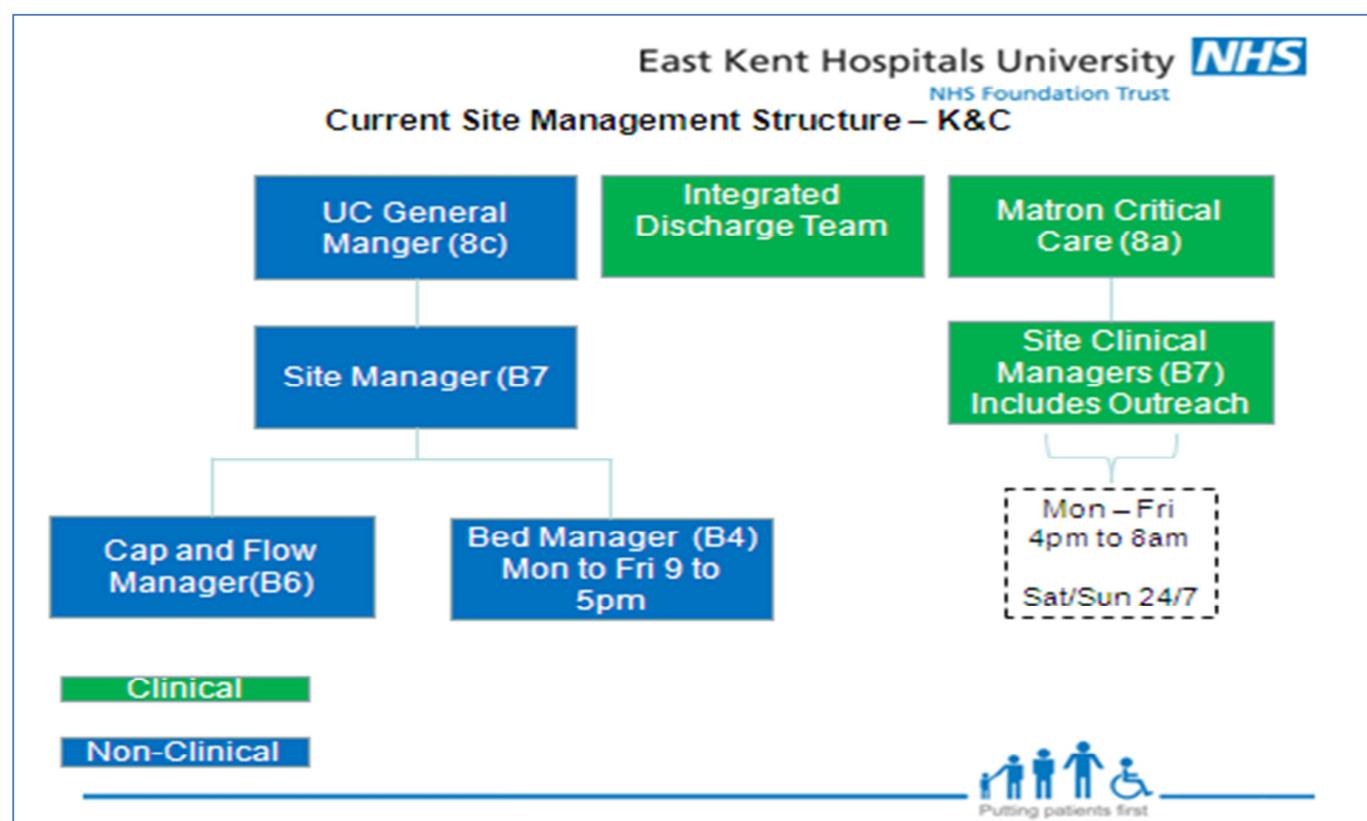 East Kent Hospitals University NHS
NHS Foundation Trust
Current Site Management Structure – K&C
UC General
Manger (8c)
Integrated
Discharge Team
Matron Critical
Care (8a)
Site Manager (B7
Site Clinical
Managers (B7)
Includes Outreach
Cap and Flow
Manager(B6)
Bed Manager (B4)
Mon to Fri 9 to
5pm
Mon – Fri
4pm to 8am
Sat/Sun 24/7
Clinical
Non-Clinical
Putting patients first